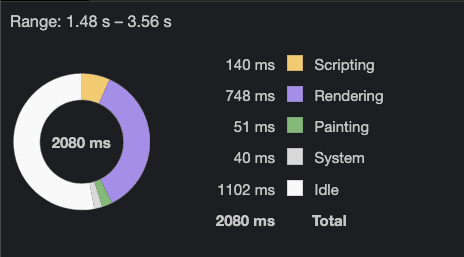 Range: 1.48 s – 3.56 s
140 ms Scripting
748 ms Rendering
2080 ms
51 ms Painting
40 ms System
1102 ms Idle
2080 ms Total